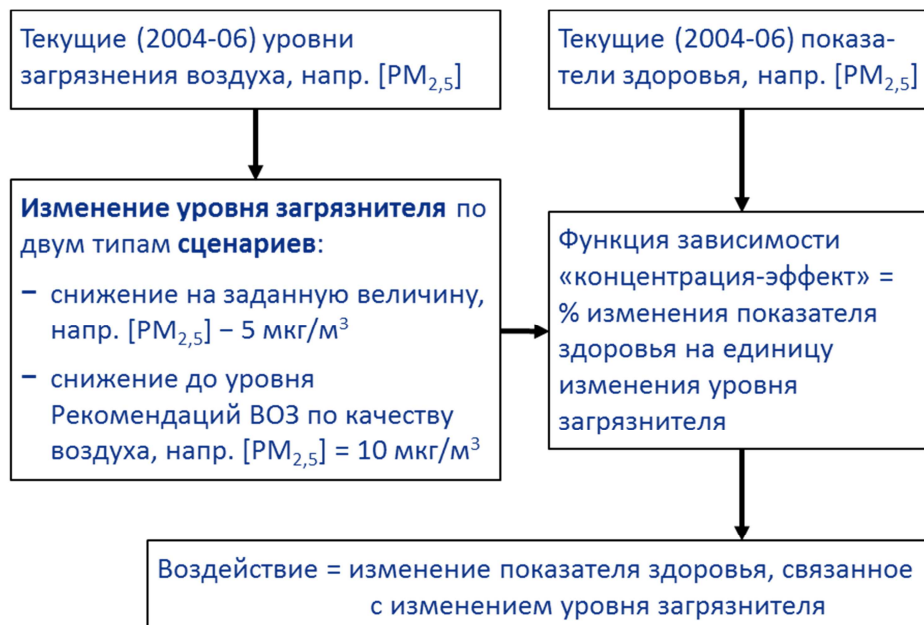 Текущие (2004-06) уровни
загрязнения воздуха, напр. [PM2,5]
Текущие (2004-06) показа-
тели здоровья, напр. [PM2,5]
Изменение уровня загрязнителя по
двум типам сценариев:
– снижение на заданную величину,
напр. [PM2,5] – 5 мкг/м³
– снижение до уровня
Рекомендаций ВОЗ по качеству
воздуха, напр. [PM2,5] = 10 мкг/м³
Функция зависимости
«концентрация-эффект» =
% изменения показателя
здоровья на единицу
изменения уровня
загрязнителя
Воздействие = изменение показателя здоровья, связанное
с изменением уровня загрязнителя